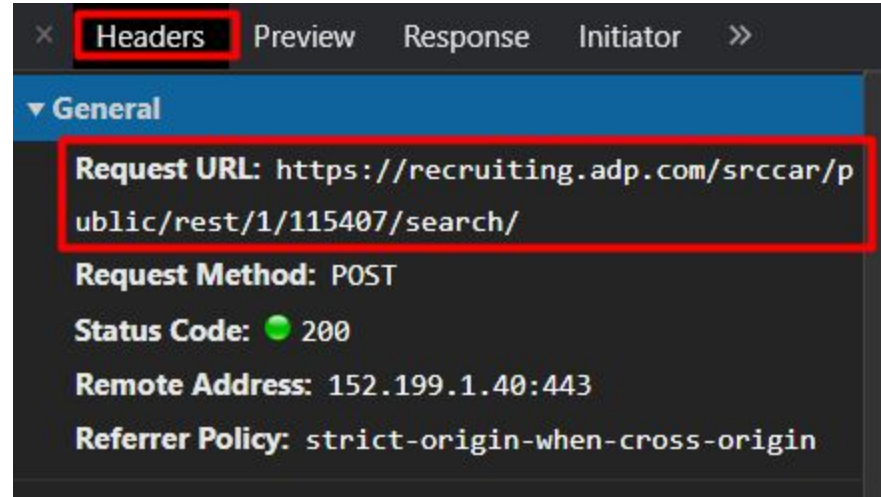 × Headers Preview Response Initiator »
▼ General
Request URL: https://recruiting.adp.com/srccar/p
ublic/rest/1/115407/search/
Request Method: POST
Status Code: 200
Remote Address: 152.199.1.40:443
Referrer Policy: strict-origin-when-cross-origin